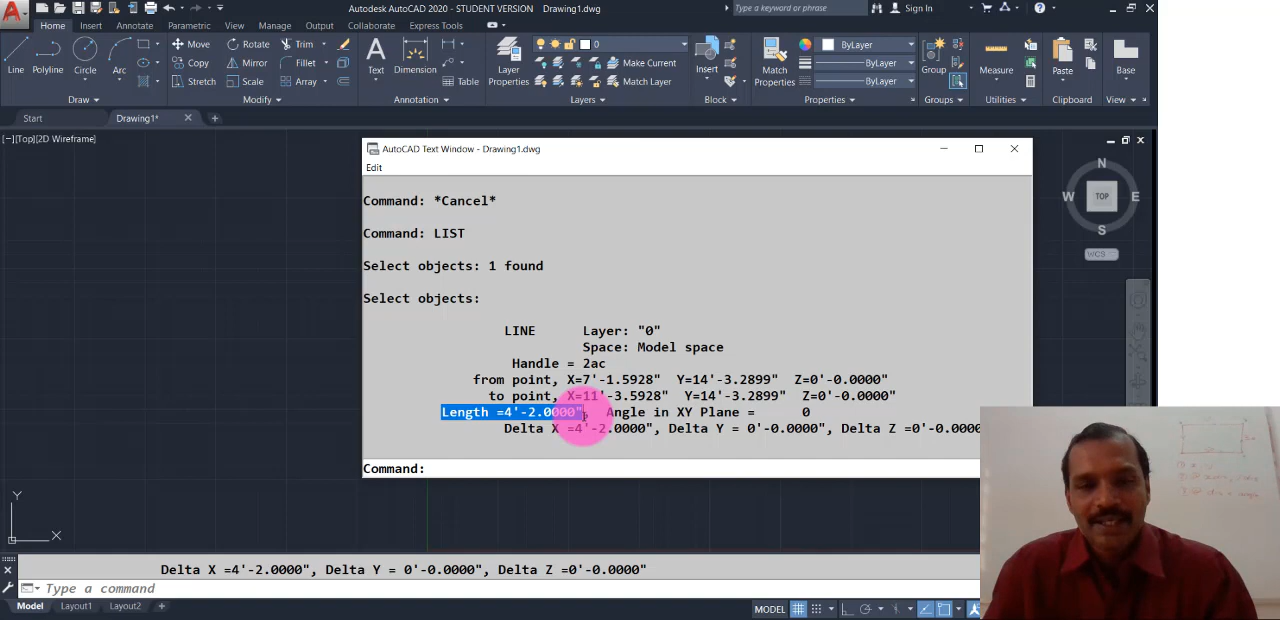 Autodesk AutoCAD 2020 - STUDENT VERSION Drawing1.dwg
Type a keyword or phrase
Sign In
Home Insert Annotate Parametric View Manage Output Collaborate Express Tools
Line Polyline Circle Arc
Move Rotate Trim
Copy Mirror Fillet
Stretch Scale Array
Text Dimension Table
Layer Properties
0
Make Current
Match Layer
Insert
Match Properties
ByLayer
ByLayer
ByLayer
Group Measure Paste Base
Draw Modify Annotation Layers Block Properties Groups Utilities Clipboard View
Start Drawing1*
[−][Top][2D Wireframe]
AutoCAD Text Window - Drawing1.dwg
Edit
Command: *Cancel*
Command: LIST
Select objects: 1 found
Select objects:
LINE Layer: "0"
Space: Model space
Handle = 2ac
from point, X=7'-1.5928" Y=14'-3.2899" Z=0'-0.0000"
to point, X=11'-3.5928" Y=14'-3.2899" Z=0'-0.0000"
Length =4'-2.0000", Angle in XY Plane = 0
Delta X =4'-2.0000", Delta Y = 0'-0.0000", Delta Z =0'-0.0000
Command:
N
W TOP E
S
WCS
Y
X
Delta X =4'-2.0000", Delta Y = 0'-0.0000", Delta Z =0'-0.0000"
Type a command
Model Layout1 Layout2
MODEL